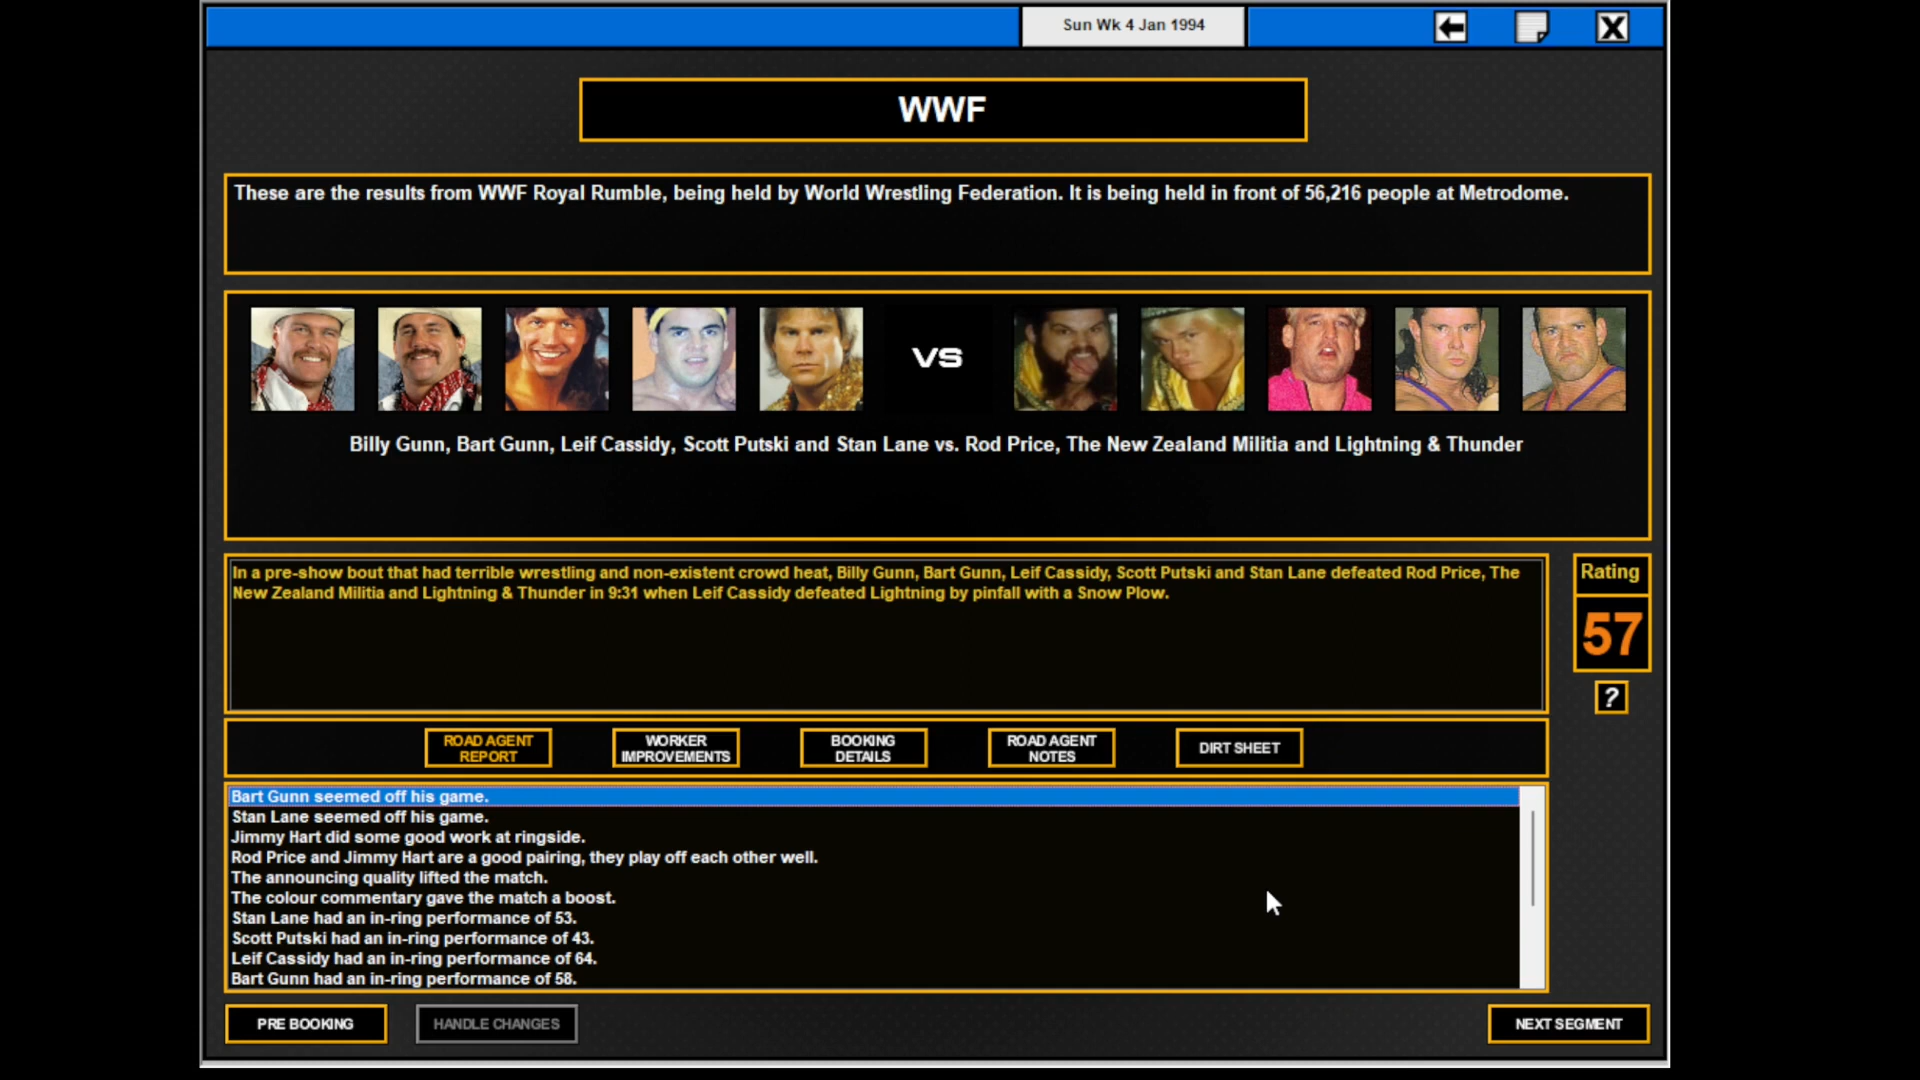 Sun Wk 4 Jan 1994
WWF
These are the results from WWF Royal Rumble, being held by World Wrestling Federation. It is being held in front of 56,216 people at Metrodome.
VS
Billy Gunn, Bart Gunn, Leif Cassidy, Scott Putski and Stan Lane vs. Rod Price, The New Zealand Militia and Lightning & Thunder
In a pre-show bout that had terrible wrestling and non-existent crowd heat, Billy Gunn, Bart Gunn, Leif Cassidy, Scott Putski and Stan Lane defeated Rod Price, The
New Zealand Militia and Lightning & Thunder in 9:31 when Leif Cassidy defeated Lightning by pinfall with a Snow Plow.
Rating
57
?
ROAD AGENT
REPORT
WORKER
IMPROVEMENTS
BOOKING
DETAILS
ROAD AGENT
NOTES
DIRT SHEET
Bart Gunn seemed off his game.
Stan Lane seemed off his game.
Jimmy Hart did some good work at ringside.
Rod Price and Jimmy Hart are a good pairing, they play off each other well.
The announcing quality lifted the match.
The colour commentary gave the match a boost.
Stan Lane had an in-ring performance of 53.
Scott Putski had an in-ring performance of 43.
Leif Cassidy had an in-ring performance of 64.
Bart Gunn had an in-ring performance of 58.
PRE BOOKING
HANDLE CHANGES
NEXT SEGMENT